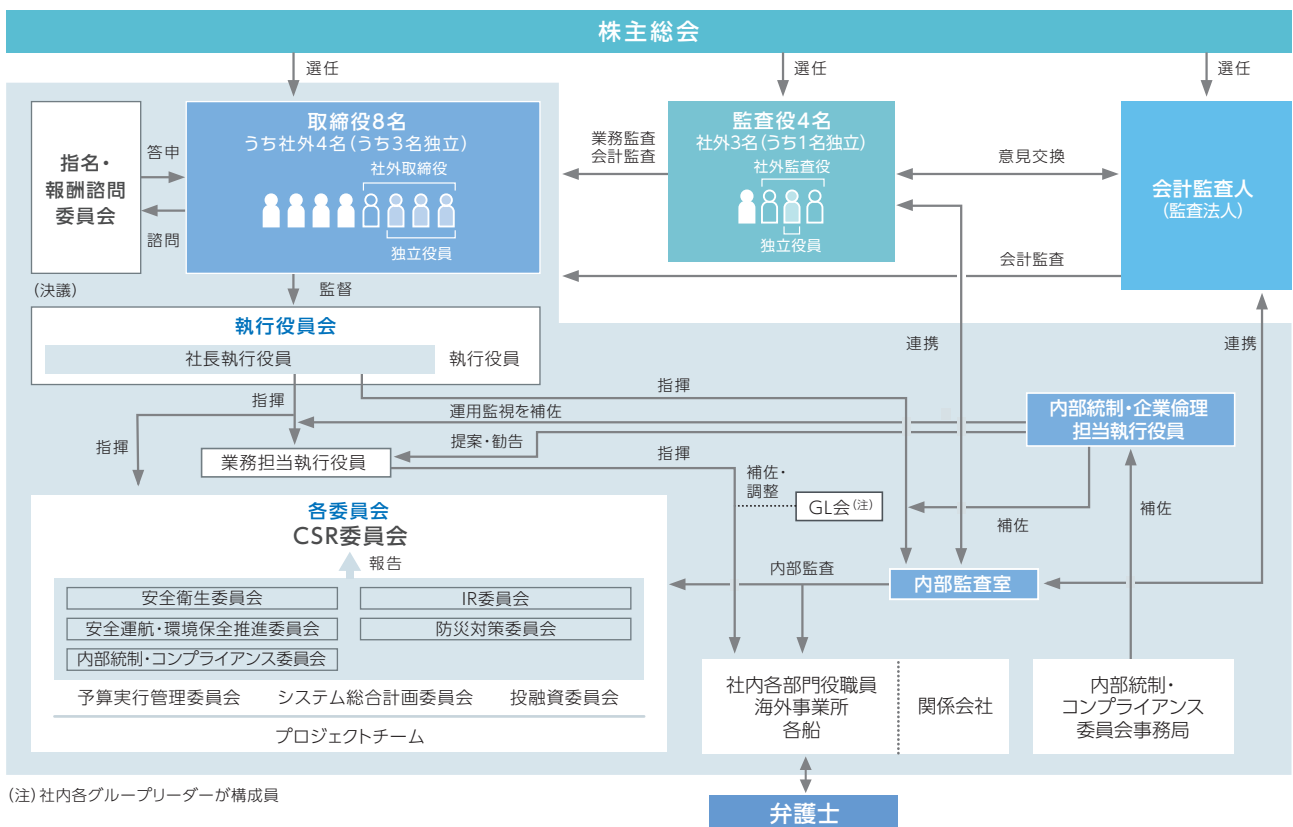 株主総会
選任
選任
選任
指名・
報酬諮問
委員会
答申
諮問
取締役8名
うち社外4名(うち3名独立)
社外取締役
独立役員
業務監査
会計監査
監査役4名
社外3名(うち1名独立)
社外監査役
独立役員
意見交換
会計監査
会計監査人
(監査法人)
(決議)
監督
執行役員会
社長執行役員
執行役員
連携
連携
指揮
指揮
指揮
運用監視を補佐
提案・勧告
業務担当執行役員
指揮
内部統制・企業倫理
担当執行役員
補佐・
調整
GL会(注)
補佐
補佐
各委員会
CSR委員会
報告
内部監査
内部監査室
安全衛生委員会
IR委員会
安全運航・環境保全推進委員会
防災対策委員会
内部統制・コンプライアンス委員会
予算実行管理委員会
システム総合計画委員会
投融資委員会
プロジェクトチーム
社内各部門役職員
海外事業所
各船
関係会社
内部統制・
コンプライアンス
委員会事務局
(注)社内各グループリーダーが構成員
弁護士